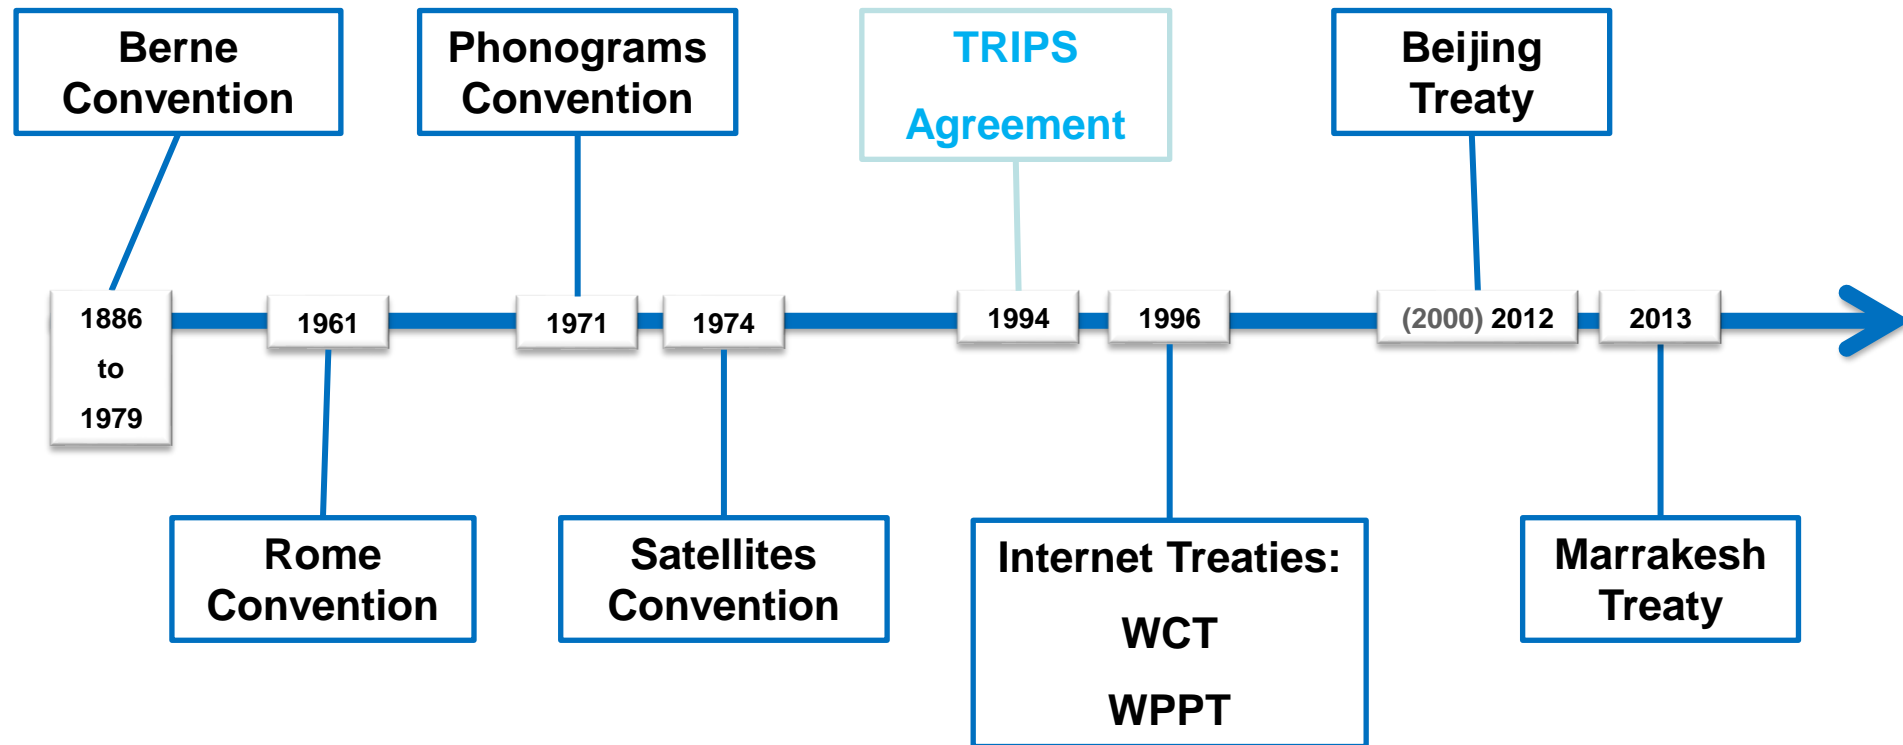 Berne
Convention
Phonograms
Convention
TRIPS
Agreement
Beijing
Treaty
1886
to
1979
1961
1971
1974
1994
1996
(2000) 2012
2013
Rome
Convention
Satellites
Convention
Internet Treaties:
WCT
WPPT
Marrakesh
Treaty